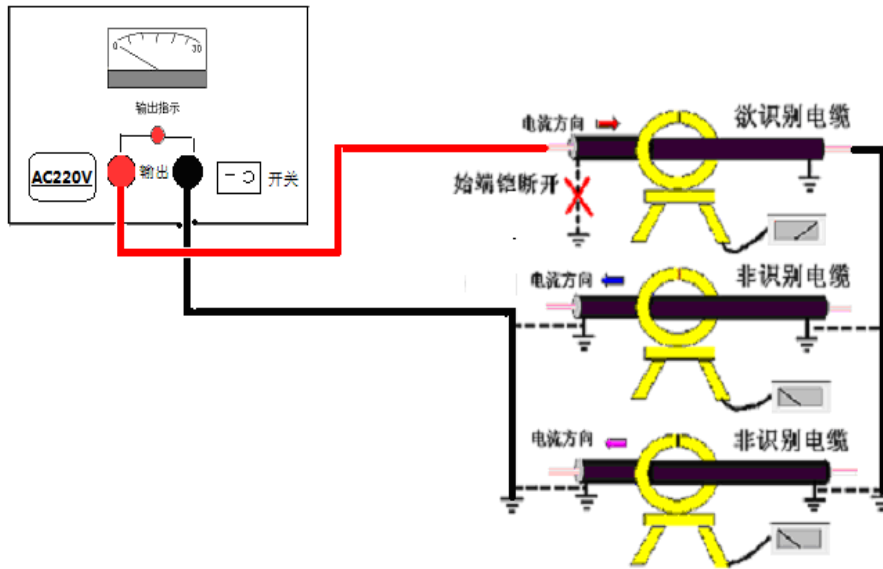 0 30
输出指示
AC220V
输出
开关
电流方向
欲识别电缆
始端铠断开
电流方向
非识别电缆
电流方向
非识别电缆